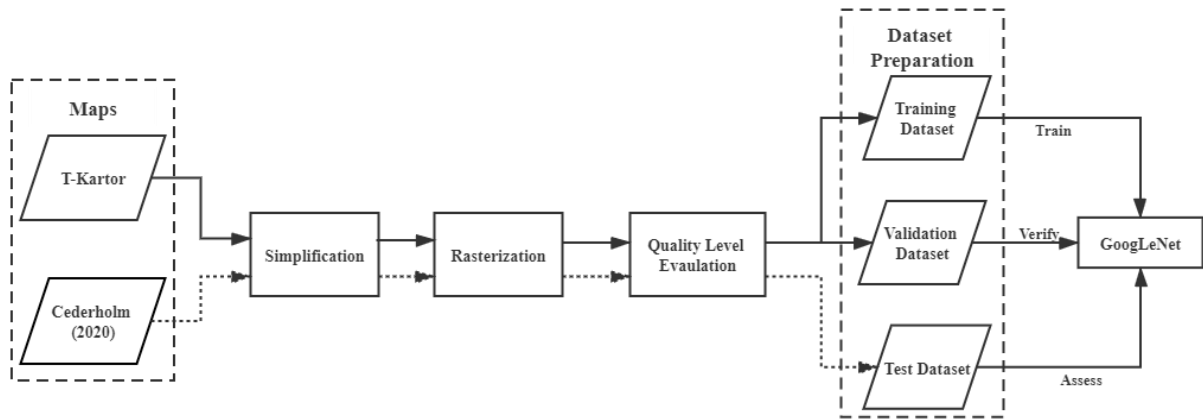 Maps
T-Kartor
Cederholm
(2020)
Simplification
Rasterization
Quality Level
Evaulation
Dataset
Preparation
Training
Dataset
Validation
Dataset
Test Dataset
Train
Verify
Assess
GoogLeNet